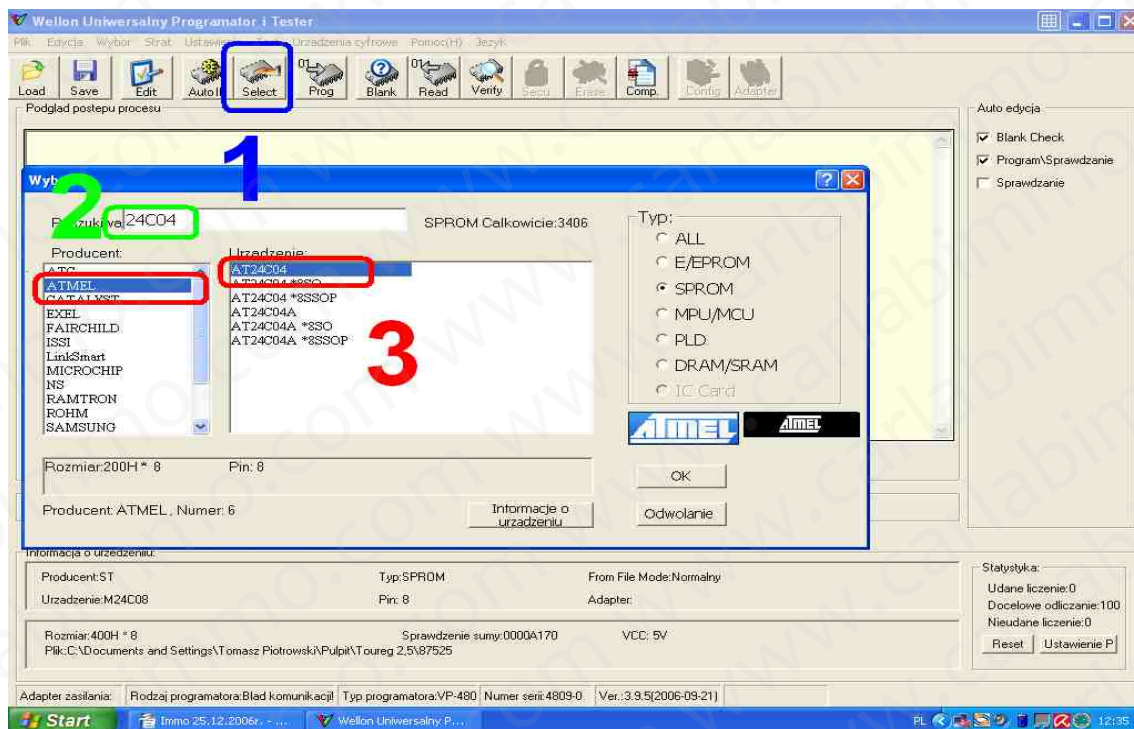 Wellon Uniwersalny Programator i Tester
Plik Edycja Wybor Strat Urzadzenia cyfrowe Pomoc(H) Jezyk
Load Save Edit Select Prog Blank Read Verify Secu Erase Comp. Config Adapter
Podglad postepu procesu
Auto edycja
Blank Check
Program\Sprawdzanie
Sprawdzanie
1
2
24C04
SPROM Calkowicie:3406
Producent:
Urzadzenie:
ATMEL
CATALYST
EXEL
FAIRCHILD
ISSI
LinkSmart
MICROCHIP
NS
RAMTRON
ROHM
SAMSUNG
AT24C04
AT24C04 *8SO
AT24C04 *8SSOP
AT24C04A
AT24C04A *8SO
AT24C04A *8SSOP
3
Typ:
ALL
E/EPROM
SPROM
MPU/MCU
PLD
DRAM/SRAM
IC Card
ATMEL ATMEL
Rozmiar:200H * 8 Pin: 8
Producent: ATMEL , Numer: 6
Informacje o urzadzeniu
OK
Odwolanie
Informacja o urzedzeniu:
Producent:ST Typ:SPROM From File Mode:Normalny
Urzadzenie:M24C08 Pin: 8 Adapter:
Rozmiar:400H * 8 Sprawdzenie sumy:0000A170 VCC: 5V
Plik:C:\Documents and Settings\Tomasz Piotrowski\Pulpit\Toureg 2,5\87525
Statystyka:
Udane liczenie:0
Docelowe odliczanie:100
Nieudane liczenie:0
Reset Ustawienie P
Adapter zasilania: Rodzaj programatora:Blad komunikacji! Typ programatora:VP-480 Numer serii:4809-0 Ver.:3.9.5(2006-09-21)
Start Immo 25.12.2006r. - ... Wellon Uniwersalny P... PL 12:35